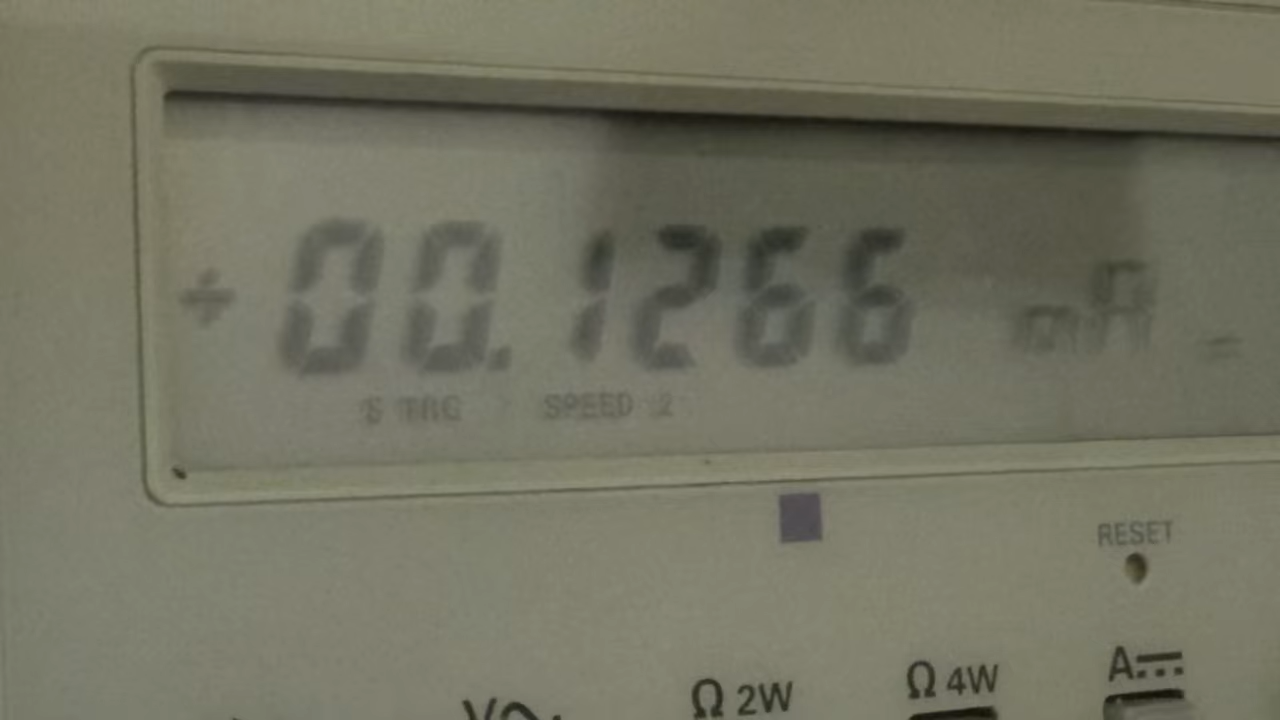 +00.1266 mA =
S TRG SPEED 2
RESET
Ω 2W Ω 4W A